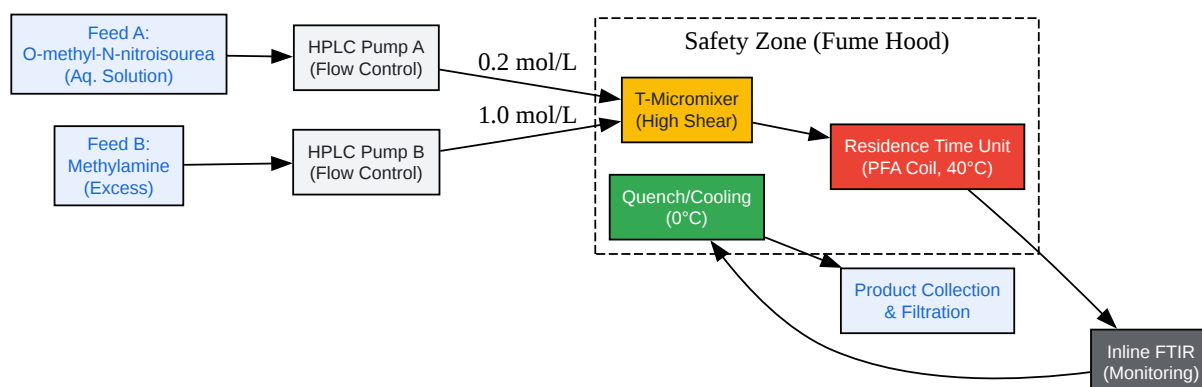 Feed A:
O-methyl-N-nitroisourea
(Aq. Solution)
HPLC Pump A
(Flow Control)
0.2 mol/L
Safety Zone (Fume Hood)
T-Micromixer
(High Shear)
Feed B:
Methylamine
(Excess)
HPLC Pump B
(Flow Control)
1.0 mol/L
Residence Time Unit
(PFA Coil, 40°C)
Quench/Cooling
(0°C)
Product Collection
& Filtration
Inline FTIR
(Monitoring)